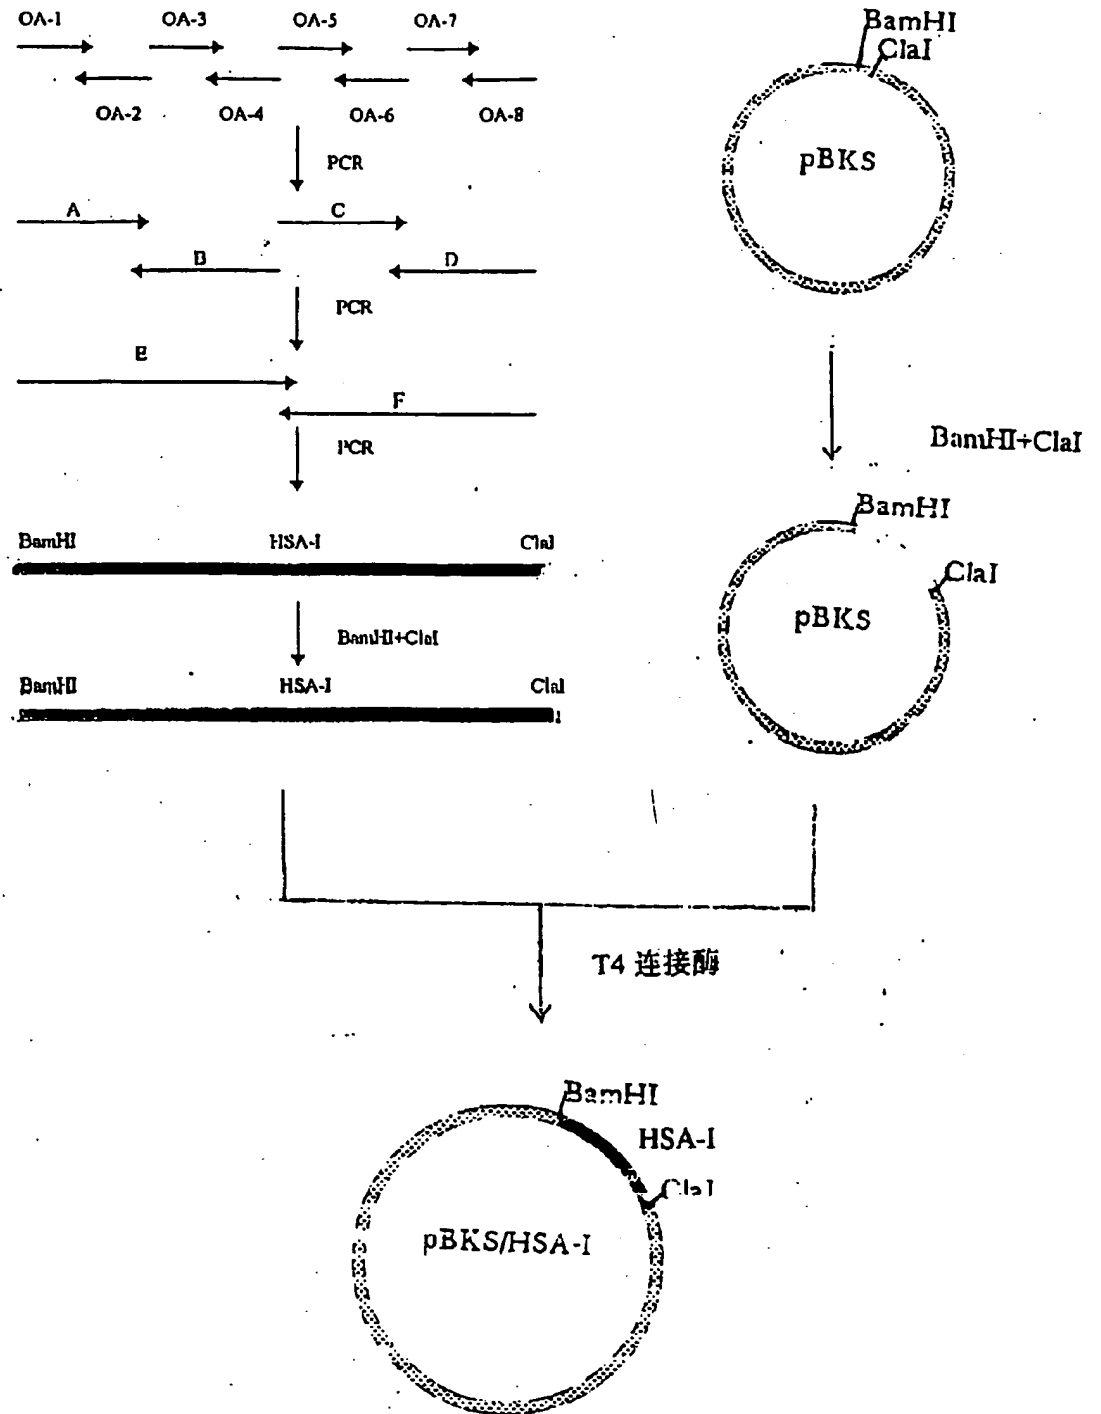 OA-1 OA-3 OA-5 OA-7
OA-2 OA-4 OA-6 OA-8
PCR
A C
B D
PCR
E
F
PCR
BamHI HSA-I ClaI
BamHI+ClaI
BamHI HSA-I ClaI
BamHI
ClaI
pBKS
BamHI+ClaI
BamHI
ClaI
pBKS
T4 连接酶
BamHI
HSA-I
ClaI
pBKS/HSA-I